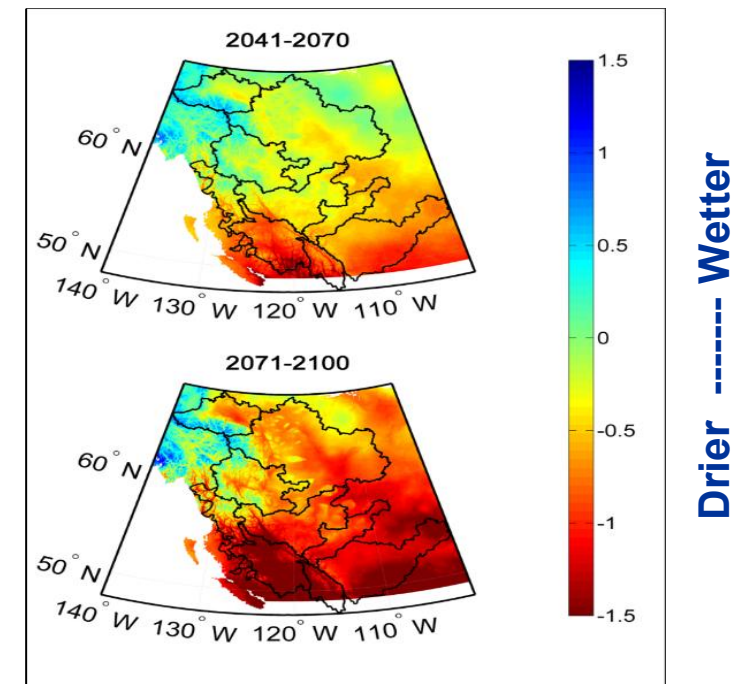 2041-2070
60° N
50° N
140° W 130° W 120° W 110° W
2071-2100
60° N
50° N
140° W 130° W 120° W 110° W
1.5
1
0.5
0
-0.5
-1
-1.5
Drier ------- Wetter